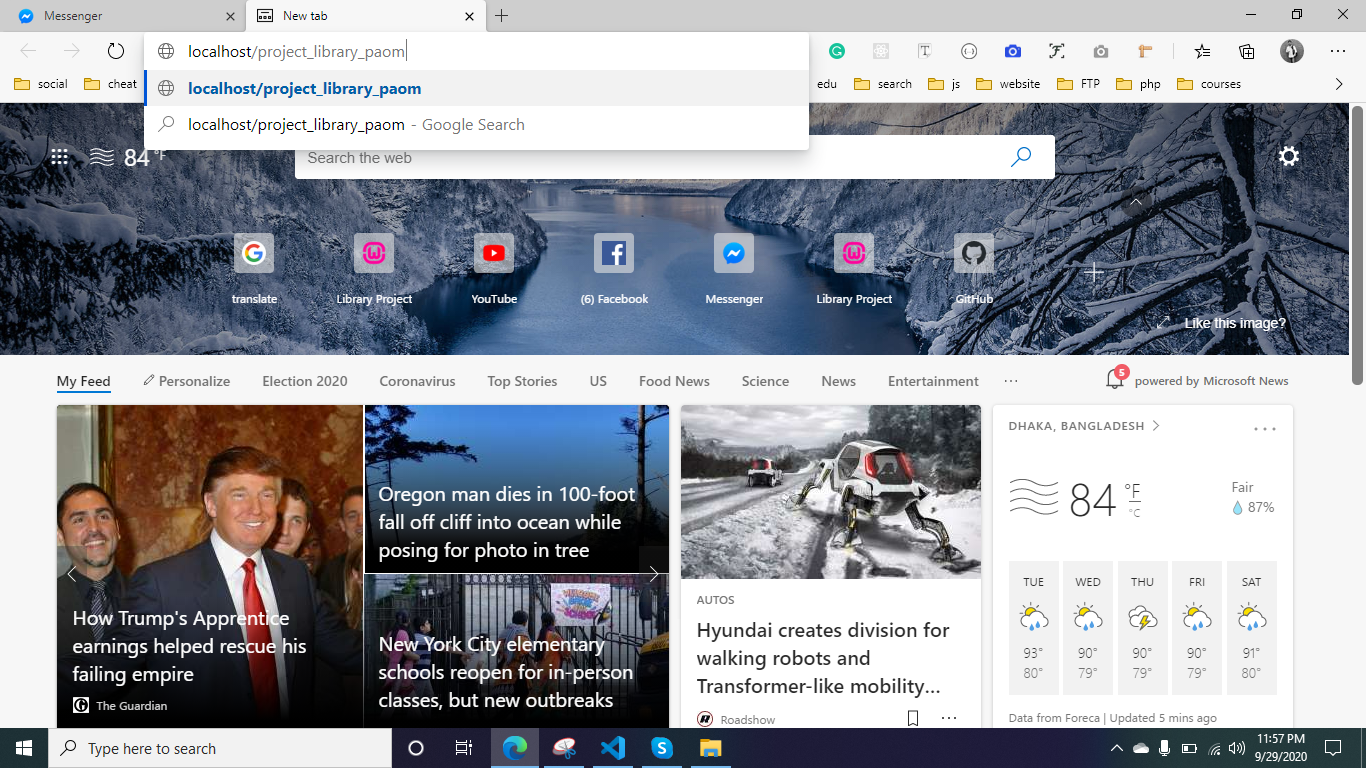 Messenger
New tab
localhost/project_library_paom
localhost/project_library_paom
localhost/project_library_paom - Google Search
social
cheat
edu
search
js
website
FTP
php
courses
84 °F
Search the web
translate
Library Project
YouTube
(6) Facebook
Messenger
Library Project
GitHub
Like this image?
My Feed
Personalize
Election 2020
Coronavirus
Top Stories
US
Food News
Science
News
Entertainment
5
powered by Microsoft News
How Trump's Apprentice
earnings helped rescue his
failing empire
The Guardian
Oregon man dies in 100-foot
fall off cliff into ocean while
posing for photo in tree
New York City elementary
schools reopen for in-person
classes, but new outbreaks
AUTOS
Hyundai creates division for
walking robots and
Transformer-like mobility...
Roadshow
DHAKA, BANGLADESH
84 °F
°C
Fair
87%
TUE WED THU FRI SAT
93° 90° 90° 90° 91°
80° 79° 79° 79° 80°
Data from Foreca | Updated 5 mins ago
Type here to search
11:57 PM
9/29/2020